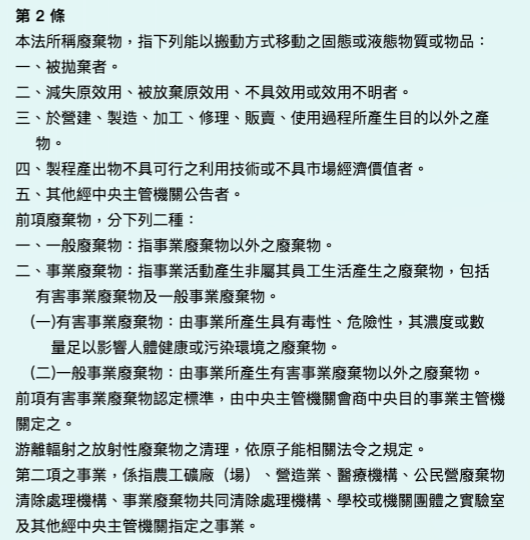 第 2 條
本法所稱廢棄物，指下列能以搬動方式移動之固態或液態物質或物品：
一、被拋棄者。
二、減失原效用、被放棄原效用、不具效用或效用不明者。
三、於營建、製造、加工、修理、販賣、使用過程所產生目的以外之產
物。
四、製程產出物不具可行之利用技術或不具市場經濟價值者。
五、其他經中央主管機關公告者。
前項廢棄物，分下列二種：
一、一般廢棄物：指事業廢棄物以外之廢棄物。
二、事業廢棄物：指事業活動產生非屬其員工生活產生之廢棄物，包括
有害事業廢棄物及一般事業廢棄物。
(一)有害事業廢棄物：由事業所產生具有毒性、危險性，其濃度或數
量足以影響人體健康或污染環境之廢棄物。
(二)一般事業廢棄物：由事業所產生有害事業廢棄物以外之廢棄物。
前項有害事業廢棄物認定標準，由中央主管機關會商中央目的事業主管機
關定之。
游離輻射之放射性廢棄物之清理，依原子能相關法令之規定。
第二項之事業，係指農工礦廠（場）、營造業、醫療機構、公民營廢棄物
清除處理機構、事業廢棄物共同清除處理機構、學校或機關團體之實驗室
及其他經中央主管機關指定之事業。